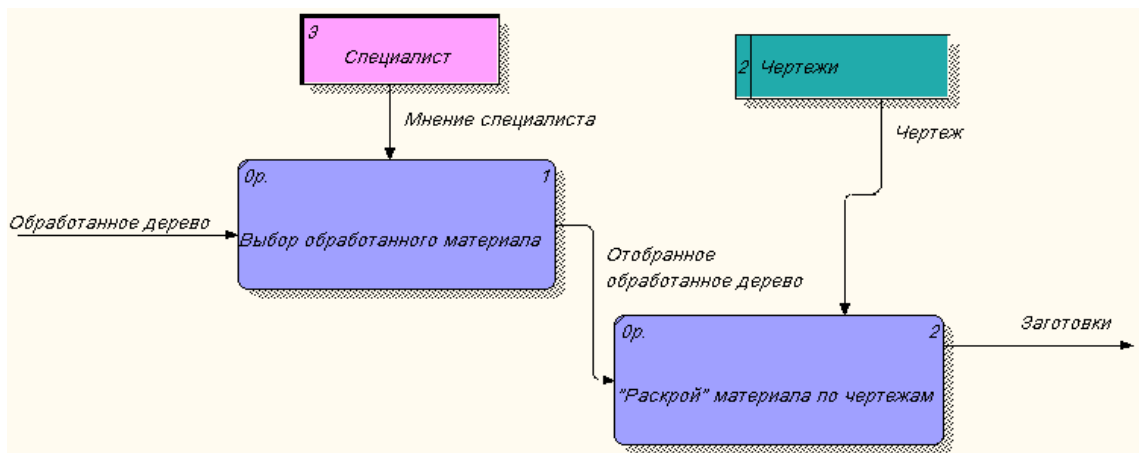 3
Специалист
2 Чертежи
Мнение специалиста
Чертеж
0р. 1
Обработанное дерево
Выбор обработанного материала
Отобранное
обработанное дерево
0р. 2
Заготовки
"Раскрой" материала по чертежам